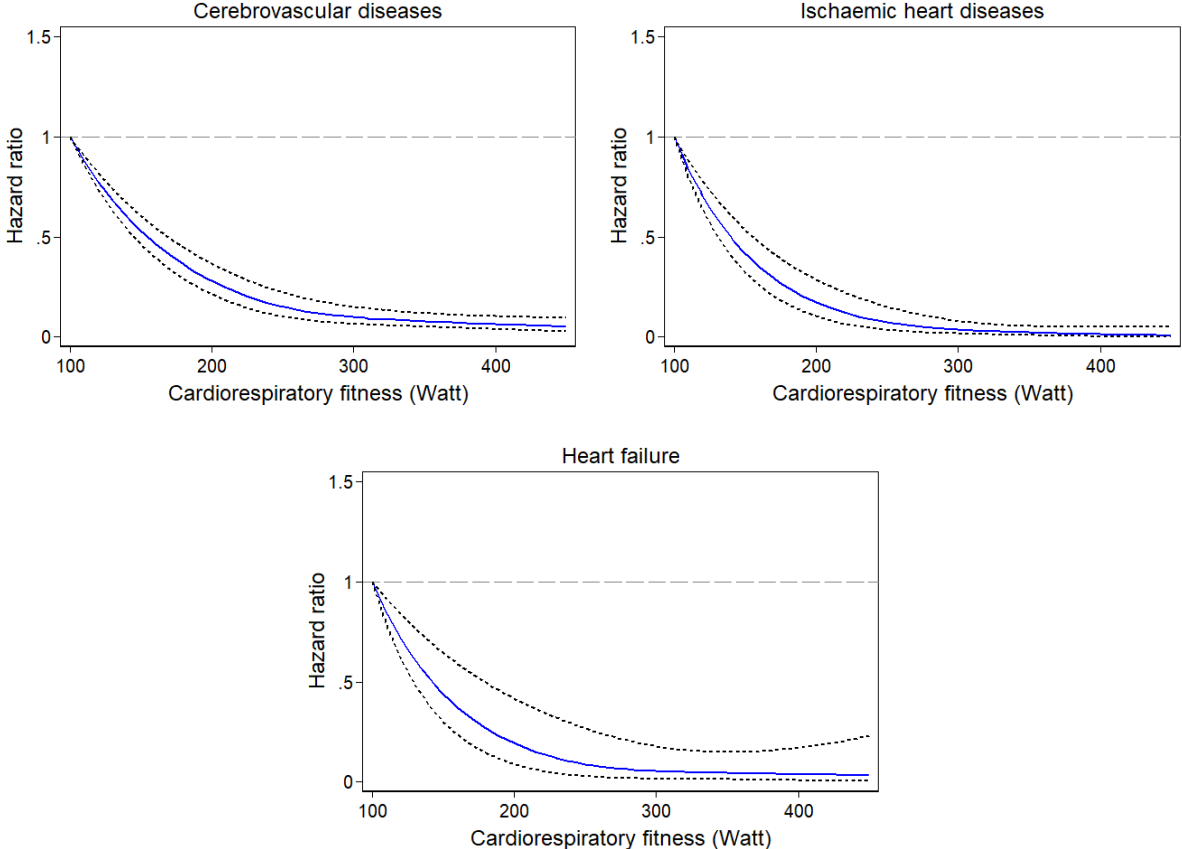 Cerebrovascular diseases
1.5
1
.5
0
Hazard ratio
100 200 300 400
Cardiorespiratory fitness (Watt)
Ischaemic heart diseases
1.5
1
.5
0
Hazard ratio
100 200 300 400
Cardiorespiratory fitness (Watt)
Heart failure
1.5
1
.5
0
Hazard ratio
100 200 300 400
Cardiorespiratory fitness (Watt)